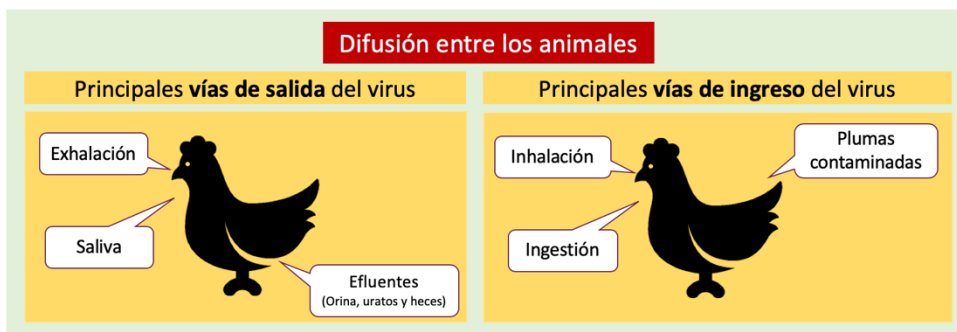 Difusión entre los animales
Principales vías de salida del virus
Exhalación
Saliva
Efluentes
(Orina, uratos y heces)
Principales vías de ingreso del virus
Inhalación
Plumas
contaminadas
Ingestión